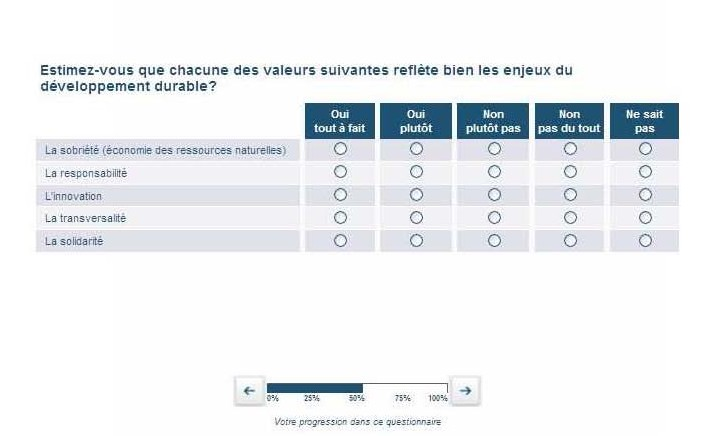 Estimez-vous que chacune des valeurs suivantes reflète bien les enjeux du
développement durable?
Oui tout à fait
Oui plutôt
Non plutôt pas
Non pas du tout
Ne sait pas
La sobriété (économie des ressources naturelles)
La responsabilité
L'innovation
La transversalité
La solidarité
0% 25% 50% 75% 100%
Votre progression dans ce questionnaire